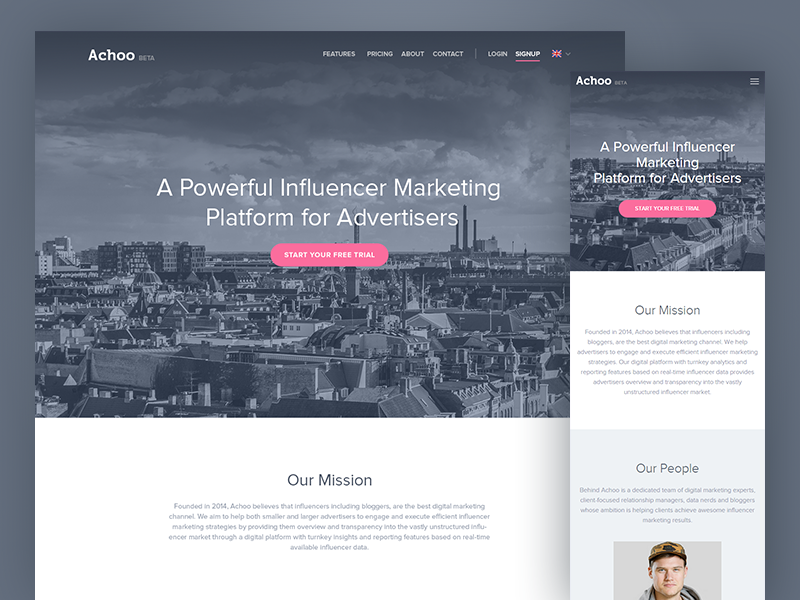 Achoo BETA
FEATURES PRICING ABOUT CONTACT LOGIN SIGNUP
A Powerful Influencer Marketing
Platform for Advertisers
START YOUR FREE TRIAL
Our Mission
Founded in 2014, Achoo believes that influencers including bloggers, are the best digital marketing
channel. We aim to help both smaller and larger advertisers to engage and execute efficient influencer
marketing strategies by providing them overview and transparency into the vastly unstructured Influ-
encer market through a digital platform with turnkey insights and reporting features based on real-time
available influencer data.
Achoo BETA
A Powerful Influencer
Marketing
Platform for Advertisers
START YOUR FREE TRIAL
Our Mission
Founded in 2014, Achoo believes that influencers including
bloggers, are the best digital marketing channel. We help
advertisers to engage and execute efficient influencer marketing
strategies. Our digital platform with turnkey analytics and
reporting features based on real-time influencer data provides
advertisers overview and transparency into the vastly
unstructured influencer market.
Our People
Behind Achoo is a dedicated team of digital marketing experts,
client-focused relationship managers, data nerds and bloggers
whose ambition is helping clients achieve awesome influencer
marketing results.